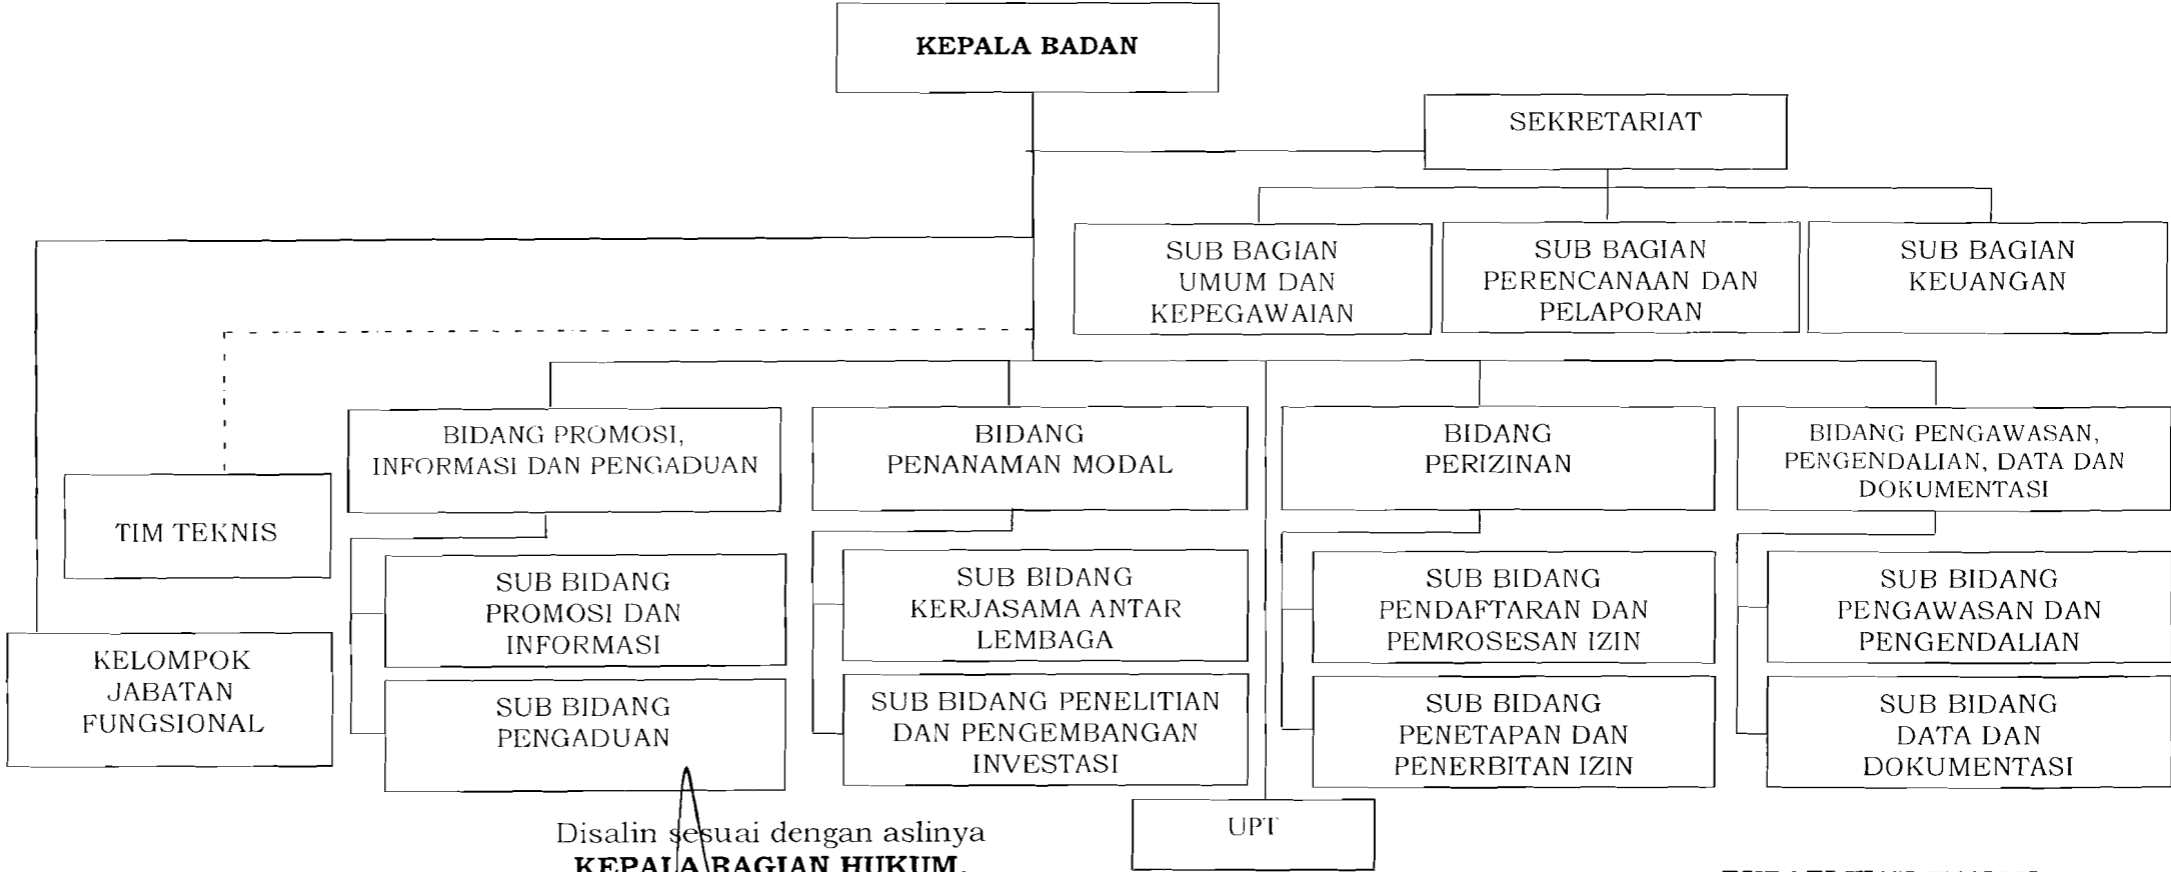 KEPALA BADAN
SEKRETARIAT
SUB BAGIAN
UMUM DAN
KEPEGAWAIAN
SUB BAGIAN
PERENCANAAN DAN
PELAPORAN
SUB BAGIAN
KEUANGAN
BIDANG PROMOSI,
INFORMASI DAN PENGADUAN
BIDANG
PENANAMAN MODAL
BIDANG
PERIZINAN
BIDANG PENGAWASAN,
PENGENDALIAN, DATA DAN
DOKUMENTASI
TIM TEKNIS
KELOMPOK
JABATAN
FUNGSIONAL
SUB BIDANG
PROMOSI DAN
INFORMASI
SUB BIDANG
PENGADUAN
SUB BIDANG
KERJASAMA ANTAR
LEMBAGA
SUB BIDANG PENELITIAN
DAN PENGEMBANGAN
INVESTASI
SUB BIDANG
PENDAFTARAN DAN
PEMROSESAN IZIN
SUB BIDANG
PENETAPAN DAN
PENERBITAN IZIN
SUB BIDANG
PENGAWASAN DAN
PENGENDALIAN
SUB BIDANG
DATA DAN
DOKUMENTASI
UPT
Disalin sesuai dengan aslinya
KEPALA BAGIAN HUKUM,